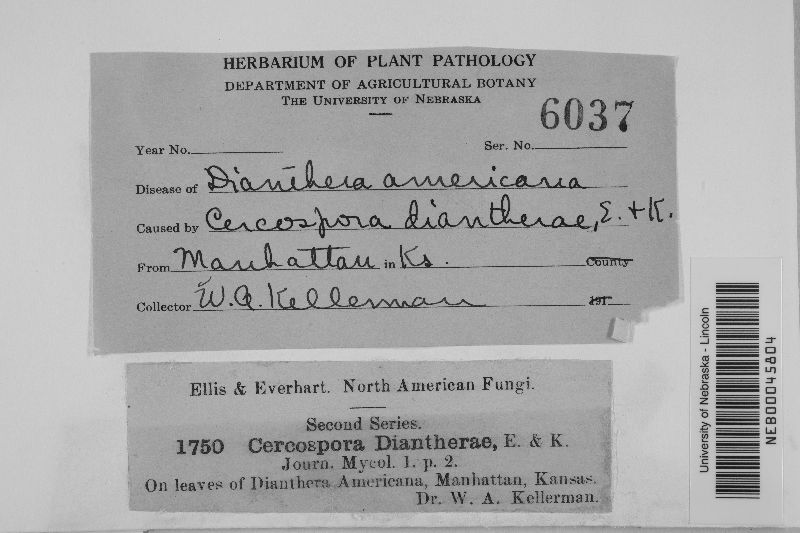 HERBARIUM OF PLANT PATHOLOGY
DEPARTMENT OF AGRICULTURAL BOTANY
THE UNIVERSITY OF NEBRASKA
6037
Year No. Ser. No.
Disease of Dianthera americana
Caused by Cercospora diantherae, E. + K.
From Manhattan in Ks. County
Collector W. A. Kellerman 191
Ellis & Everhart. North American Fungi.
Second Series.
1750 Cercospora Diantherae, E. & K.
Journ. Mycol. 1. p. 2.
On leaves of Dianthera Americana, Manhattan, Kansas.
Dr. W. A. Kellerman.
University of Nebraska - Lincoln
NEB00045804